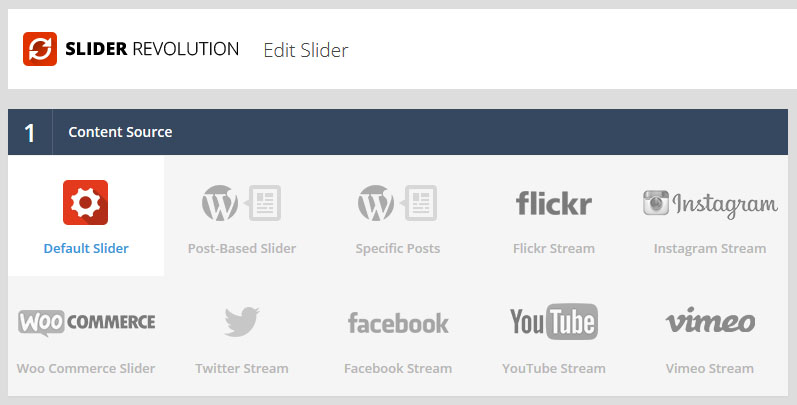 SLIDER REVOLUTION Edit Slider
1 Content Source
flickr Instagram
Default Slider Post-Based Slider Specific Posts Flickr Stream Instagram Stream
WOO COMMERCE facebook YouTube vimeo
Woo Commerce Slider Twitter Stream Facebook Stream YouTube Stream Vimeo Stream